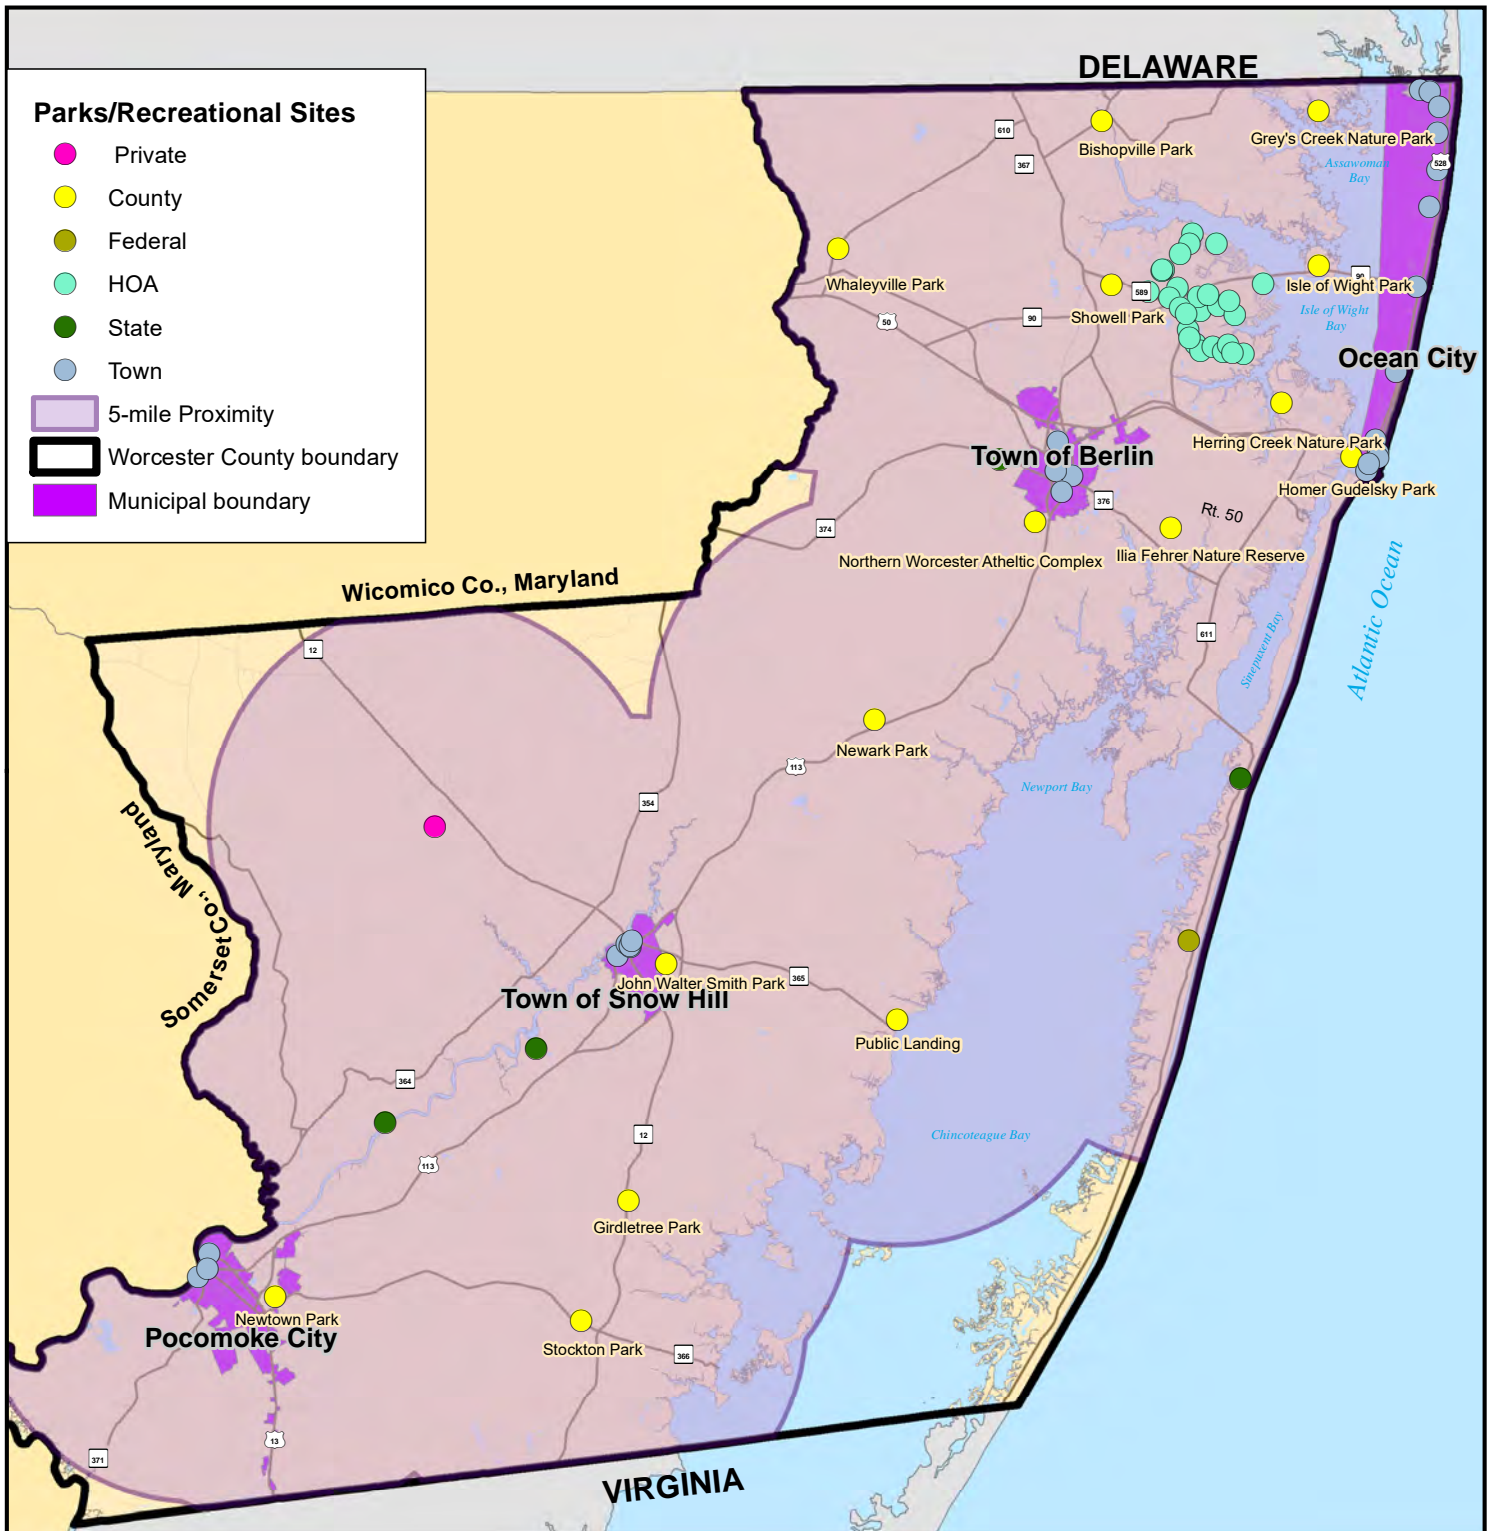 DELAWARE
Parks/Recreational Sites
Private
County
Federal
HOA
State
Town
5-mile Proximity
Worcester County boundary
Municipal boundary
610
367
Bishopville Park
Grey's Creek Nature Park
Assawoman
Bay
528
Whaleyville Park
50
90
589
Showell Park
90
Isle of Wight Park
Isle of Wight
Bay
Ocean City
Town of Berlin
Herring Creek Nature Park
Homer Gudelsky Park
376
Rt. 50
374
Northern Worcester Atheltic Complex
Ilia Fehrer Nature Reserve
Atlantic Ocean
Wicomico Co., Maryland
12
611
Sinepuxent Bay
Newark Park
113
Newport Bay
354
Somerset Co., Maryland
John Walter Smith Park
365
Town of Snow Hill
Public Landing
364
12
113
Chincoteague Bay
Girdletree Park
Newtown Park
Pocomoke City
Stockton Park
366
13
371
VIRGINIA